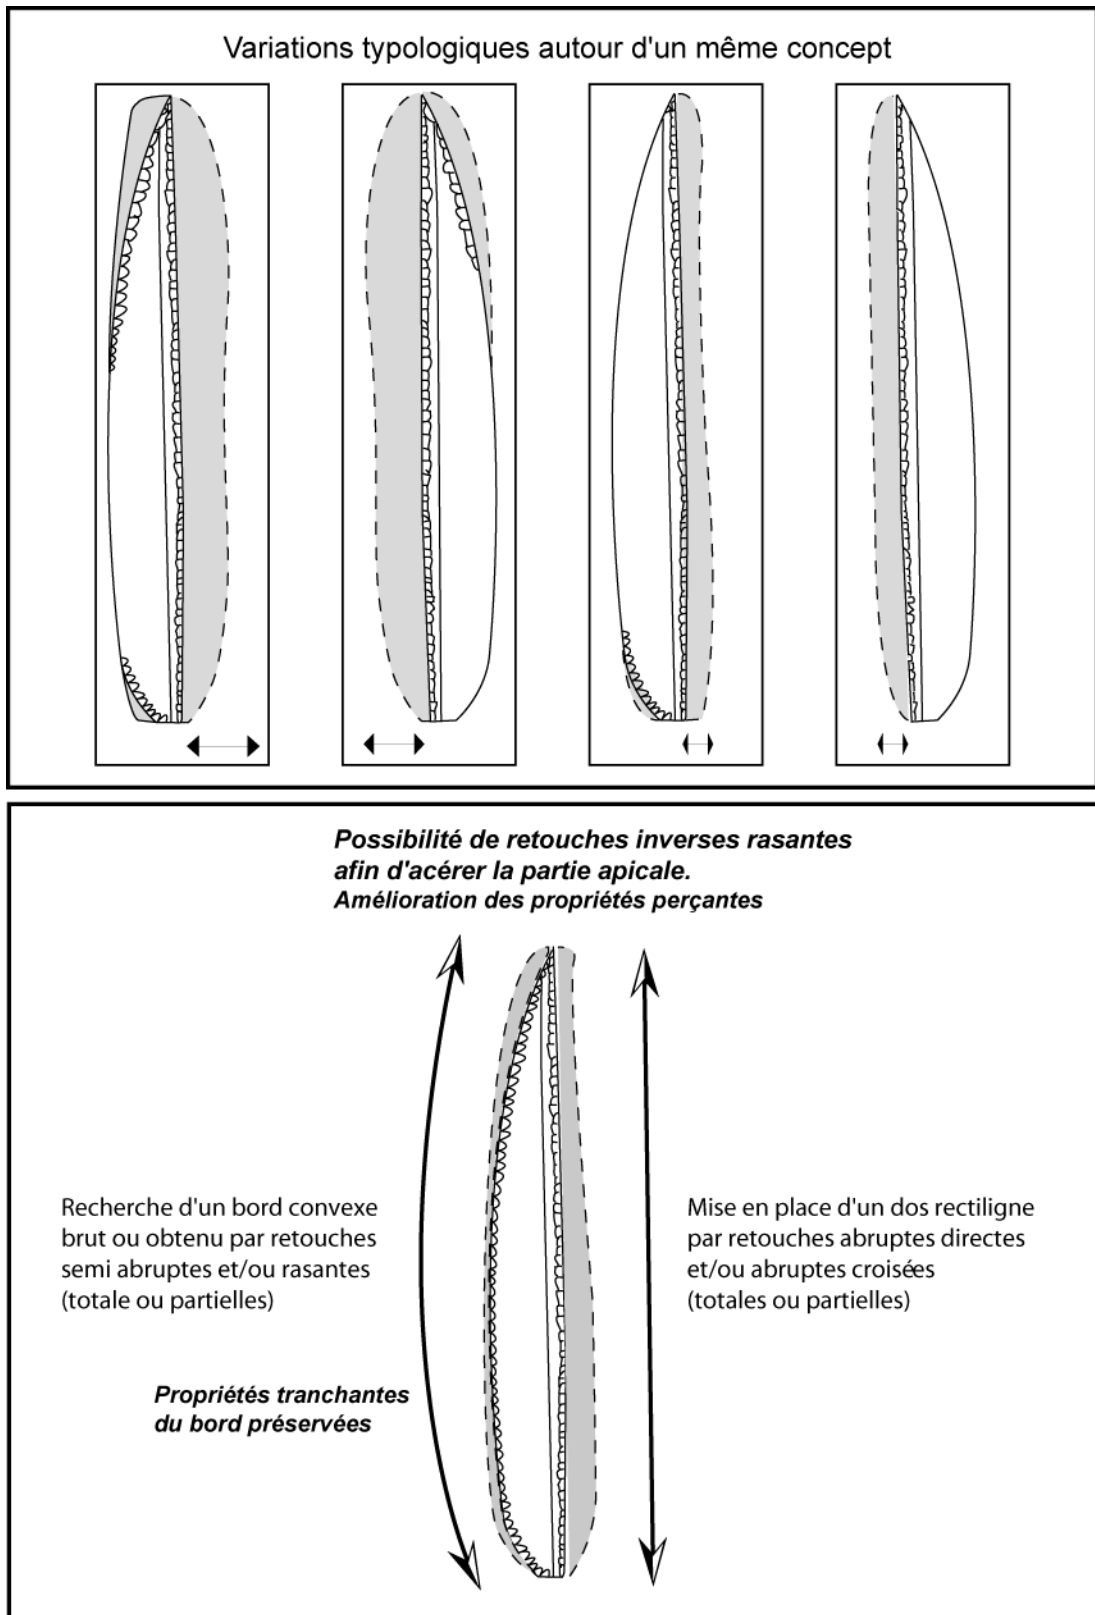 Variations typologiques autour d'un même concept
Possibilité de retouches inverses rasantes
afin d'acérer la partie apicale.
Amélioration des propriétés perçantes
Recherche d'un bord convexe
brut ou obtenu par retouches
semi abruptes et/ou rasantes
(totale ou partielles)
Propriétés tranchantes
du bord préservées
Mise en place d'un dos rectiligne
par retouches abruptes directes
et/ou abruptes croisées
(totales ou partielles)